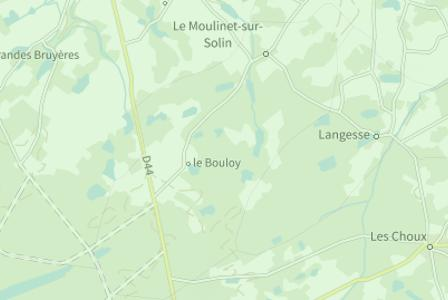 Le Moulinet-sur-
Solin
andes Bruyères
Langesse
le Bouloy
D44
Les Choux